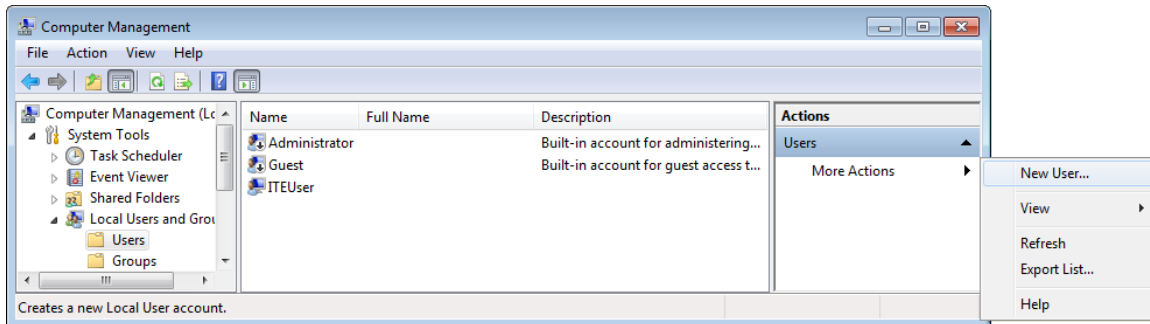 Computer Management
File Action View Help
Computer Management (Lc
System Tools
Task Scheduler
Event Viewer
Shared Folders
Local Users and Grou
Users
Groups
Name Full Name Description
Administrator Built-in account for administering...
Guest Built-in account for guest access t...
ITEUser
Actions
Users
More Actions
New User...
View
Refresh
Export List...
Help
Creates a new Local User account.